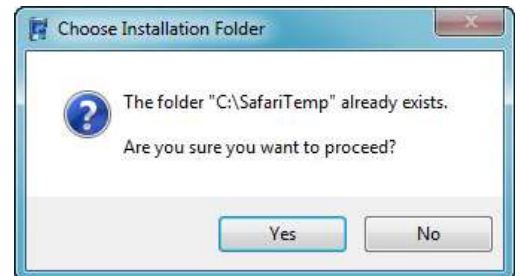 Choose Installation Folder
The folder "C:\SafariTemp" already exists.
Are you sure you want to proceed?
Yes
No